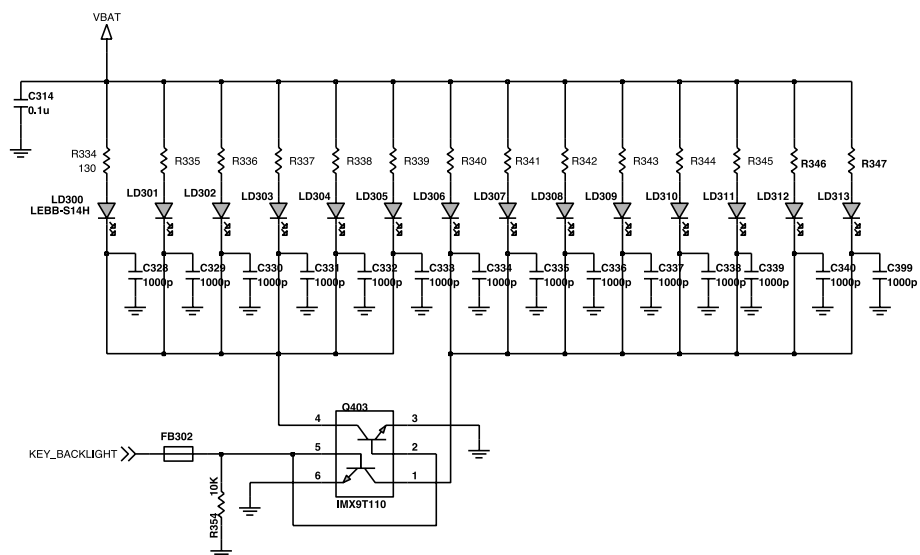 VBAT
C314
0.1u
R334
130
R335
R336
R337
R338
R339
R340
R341
R342
R343
R344
R345
R346
R347
LD300
LEBB-S14H
LD301
LD302
LD303
LD304
LD305
LD306
LD307
LD308
LD309
LD310
LD311
LD312
LD313
C328
1000p
C329
1000p
C330
1000p
C331
1000p
C332
1000p
C333
1000p
C334
1000p
C335
1000p
C336
1000p
C337
1000p
C338
1000p
C339
1000p
C340
1000p
C399
1000p
Q403
4
3
5
2
6
1
IMX9T110
KEY_BACKLIGHT
FB302
R354
10K